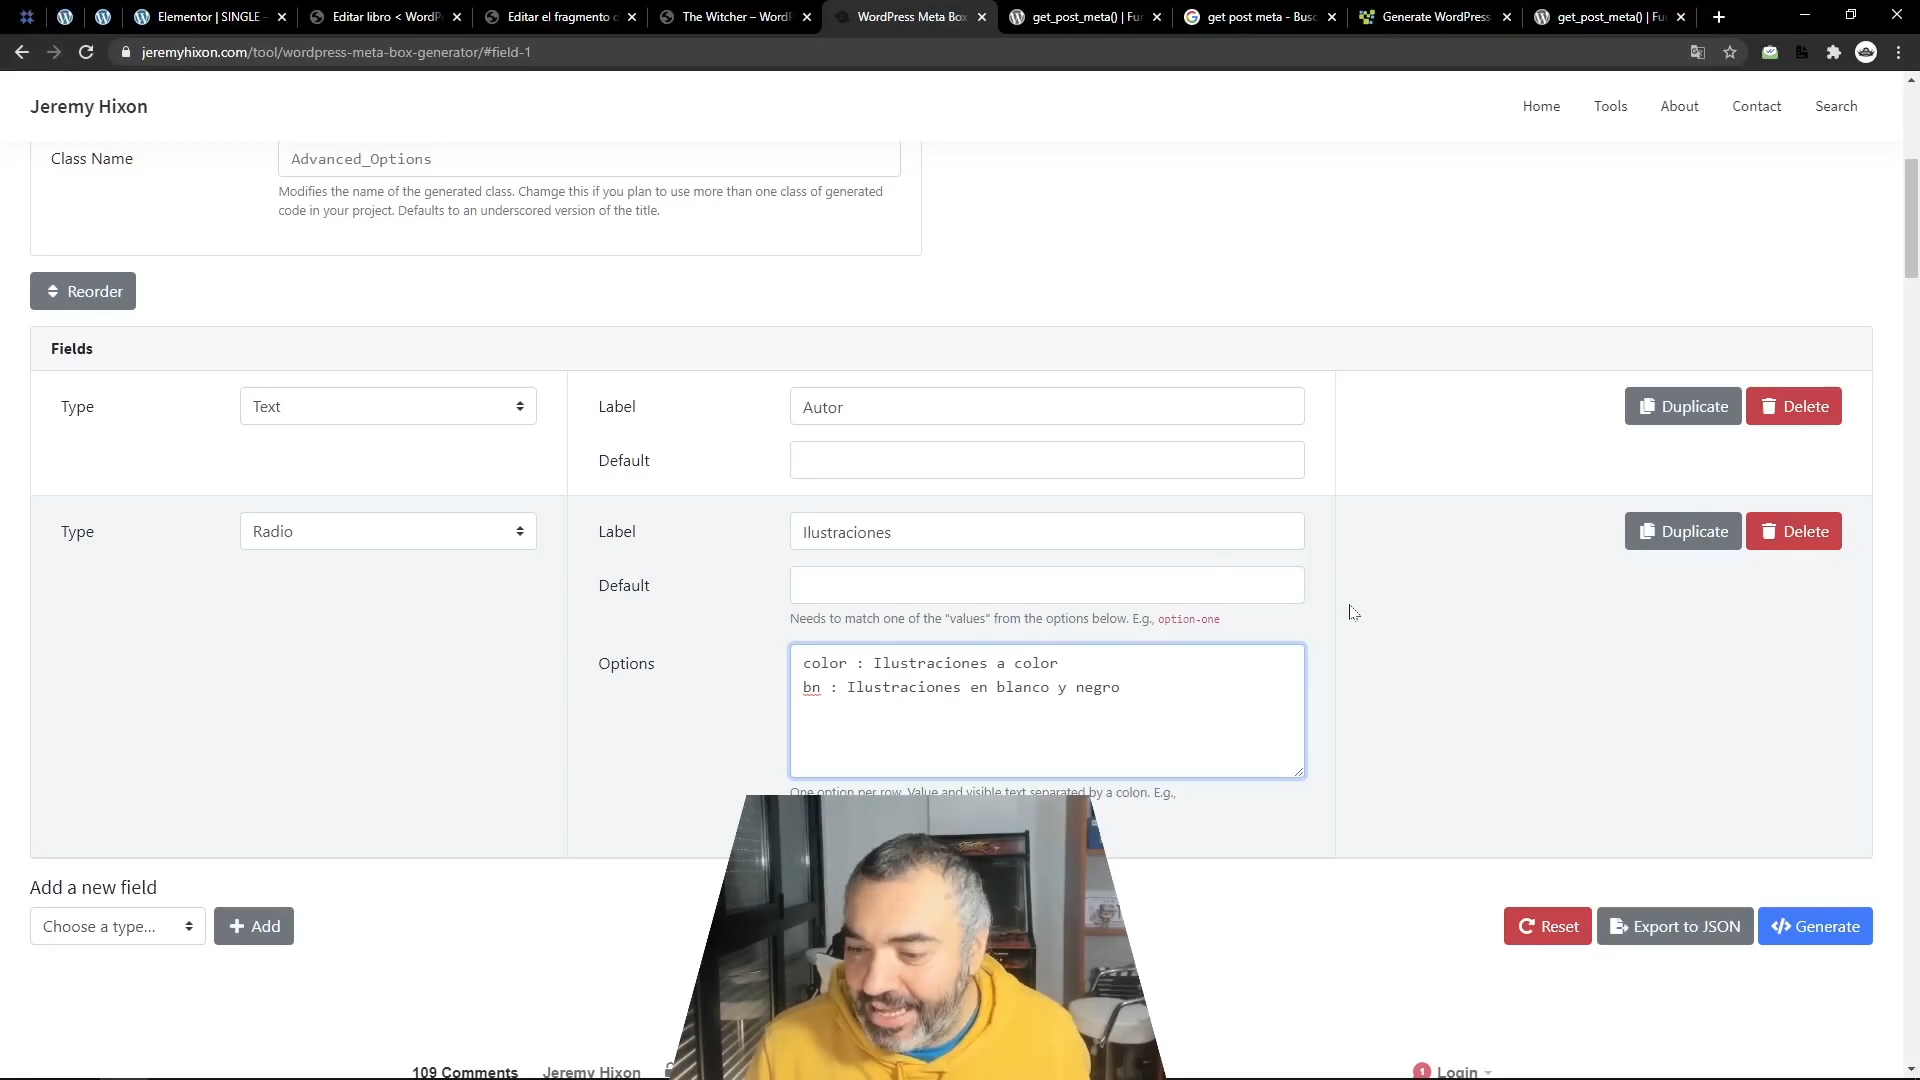 Elementor | SINGLE –
Editar libro < WordP
Editar el fragmento d
The Witcher – WordP
WordPress Meta Box
get_post_meta() | Fun
get post meta - Busc
Generate WordPress
get_post_meta() | Fu
jeremyhixon.com/tool/wordpress-meta-box-generator/#field-1
Jeremy Hixon
Home
Tools
About
Contact
Search
Class Name
Advanced_Options
Modifies the name of the generated class. Chamge this if you plan to use more than one class of generated
code in your project. Defaults to an underscored version of the title.
Reorder
Fields
Type
Text
Label
Autor
Duplicate
Delete
Default
Type
Radio
Label
Ilustraciones
Duplicate
Delete
Default
Needs to match one of the "values" from the options below. E.g., option-one
Options
color : Ilustraciones a color
bn : Ilustraciones en blanco y negro
One option per row. Value and visible text separated by a colon. E.g.,
Add a new field
Choose a type...
Add
Reset
Export to JSON
Generate
109 Comments
Jeremy Hixon
1
Login